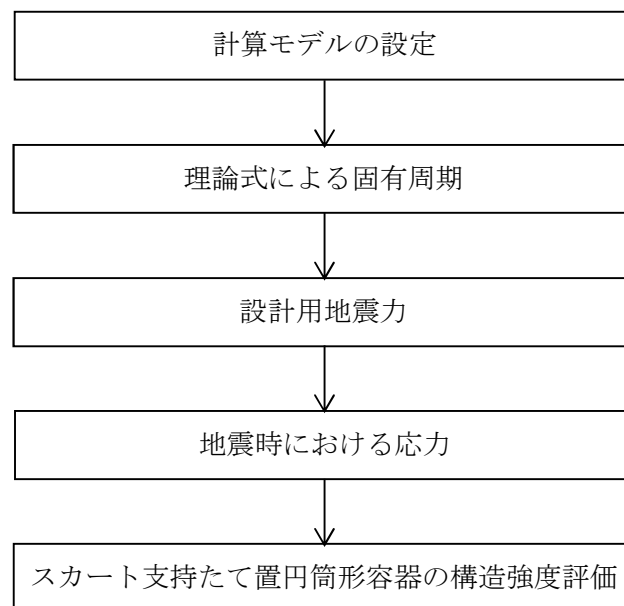 計算モデルの設定
理論式による固有周期
設計用地震力
地震時における応力
スカート支持たて置円筒形容器の構造強度評価